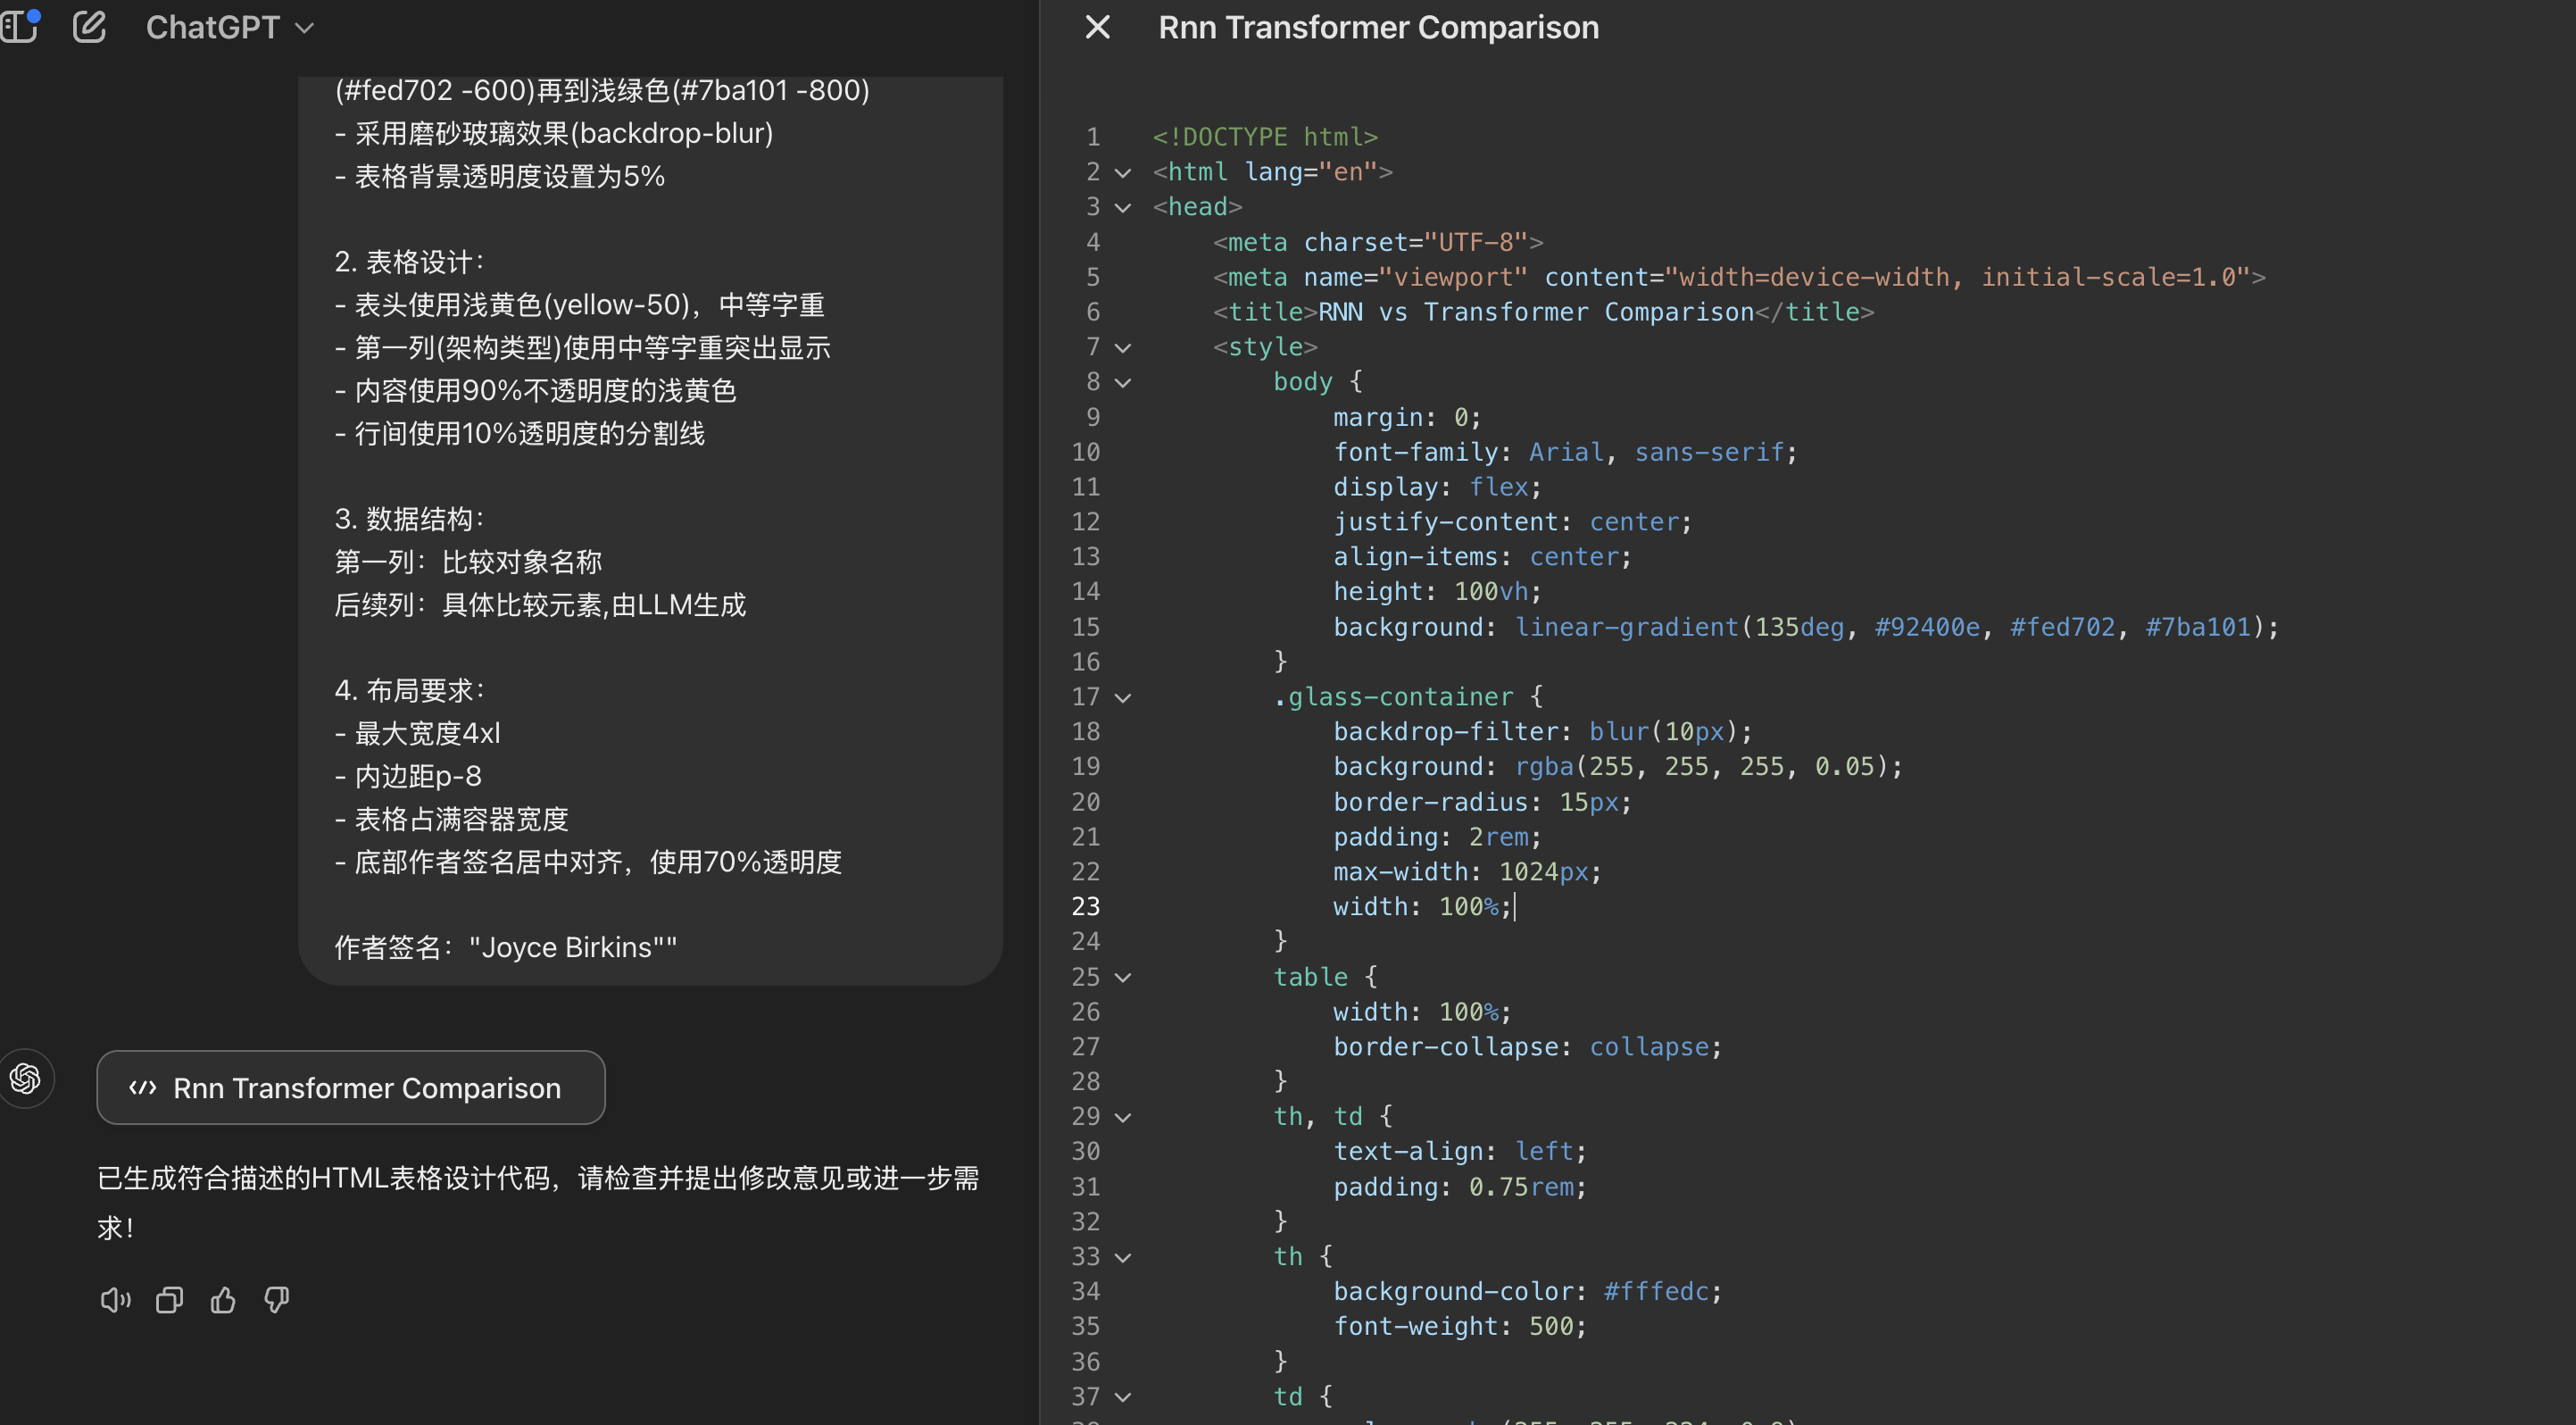 ChatGPT
(#fed702 -600)再到浅绿色(#7ba101 -800)
- 采用磨砂玻璃效果(backdrop-blur)
- 表格背景透明度设置为5%
2. 表格设计：
- 表头使用浅黄色(yellow-50)，中等字重
- 第一列(架构类型)使用中等字重突出显示
- 内容使用90%不透明度的浅黄色
- 行间使用10%透明度的分割线
3. 数据结构：
第一列：比较对象名称
后续列：具体比较元素,由LLM生成
4. 布局要求：
- 最大宽度4xl
- 内边距p-8
- 表格占满容器宽度
- 底部作者签名居中对齐，使用70%透明度
作者签名："Joyce Birkins""
Rnn Transformer Comparison
已生成符合描述的HTML表格设计代码，请检查并提出修改意见或进一步需
求！
Rnn Transformer Comparison
1 <!DOCTYPE html>
2 <html lang="en">
3 <head>
4 <meta charset="UTF-8">
5 <meta name="viewport" content="width=device-width, initial-scale=1.0">
6 <title>RNN vs Transformer Comparison</title>
7 <style>
8 body {
9 margin: 0;
10 font-family: Arial, sans-serif;
11 display: flex;
12 justify-content: center;
13 align-items: center;
14 height: 100vh;
15 background: linear-gradient(135deg, #92400e, #fed702, #7ba101);
16 }
17 .glass-container {
18 backdrop-filter: blur(10px);
19 background: rgba(255, 255, 255, 0.05);
20 border-radius: 15px;
21 padding: 2rem;
22 max-width: 1024px;
23 width: 100%;
24 }
25 table {
26 width: 100%;
27 border-collapse: collapse;
28 }
29 th, td {
30 text-align: left;
31 padding: 0.75rem;
32 }
33 th {
34 background-color: #fffedc;
35 font-weight: 500;
36 }
37 td {